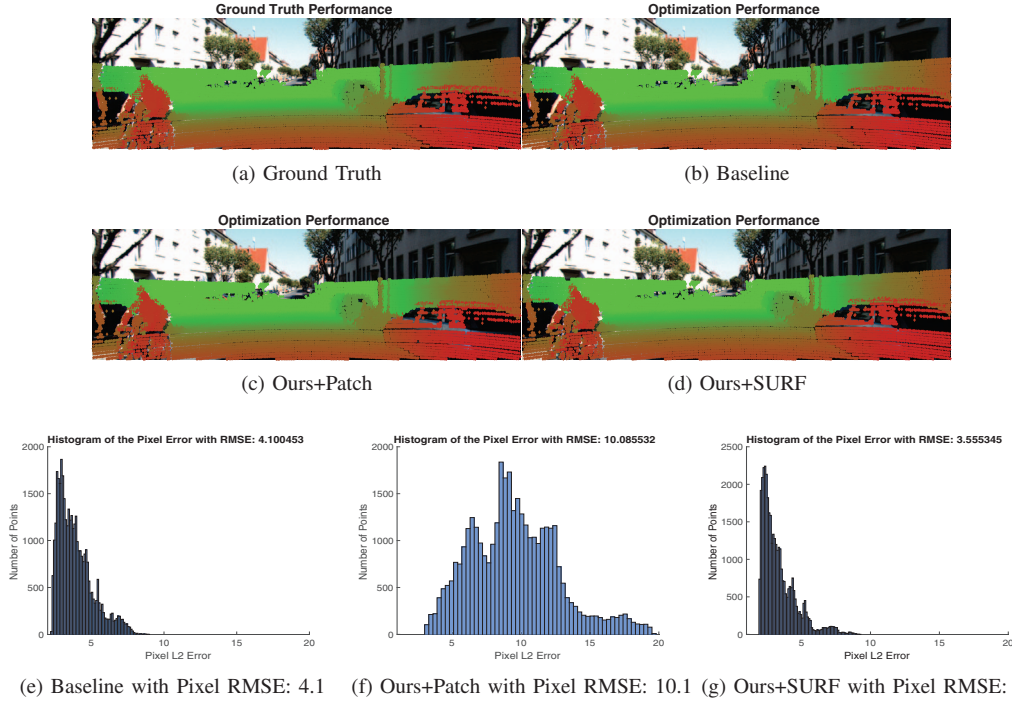 Ground Truth Performance
Optimization Performance
(a) Ground Truth
(b) Baseline
Optimization Performance
Optimization Performance
(c) Ours+Patch
(d) Ours+SURF
Histogram of the Pixel Error with RMSE: 4.100453
2000
1500
1000
500
0
Number of Points
5
10
15
20
Pixel L2 Error
Histogram of the Pixel Error with RMSE: 10.085532
2000
1500
1000
500
0
Number of Points
5
10
15
20
Pixel L2 Error
Histogram of the Pixel Error with RMSE: 3.555345
2500
2000
1500
1000
500
0
Number of Points
5
10
15
20
Pixel L2 Error
(e) Baseline with Pixel RMSE: 4.1
(f) Ours+Patch with Pixel RMSE: 10.1
(g) Ours+SURF with Pixel RMSE: